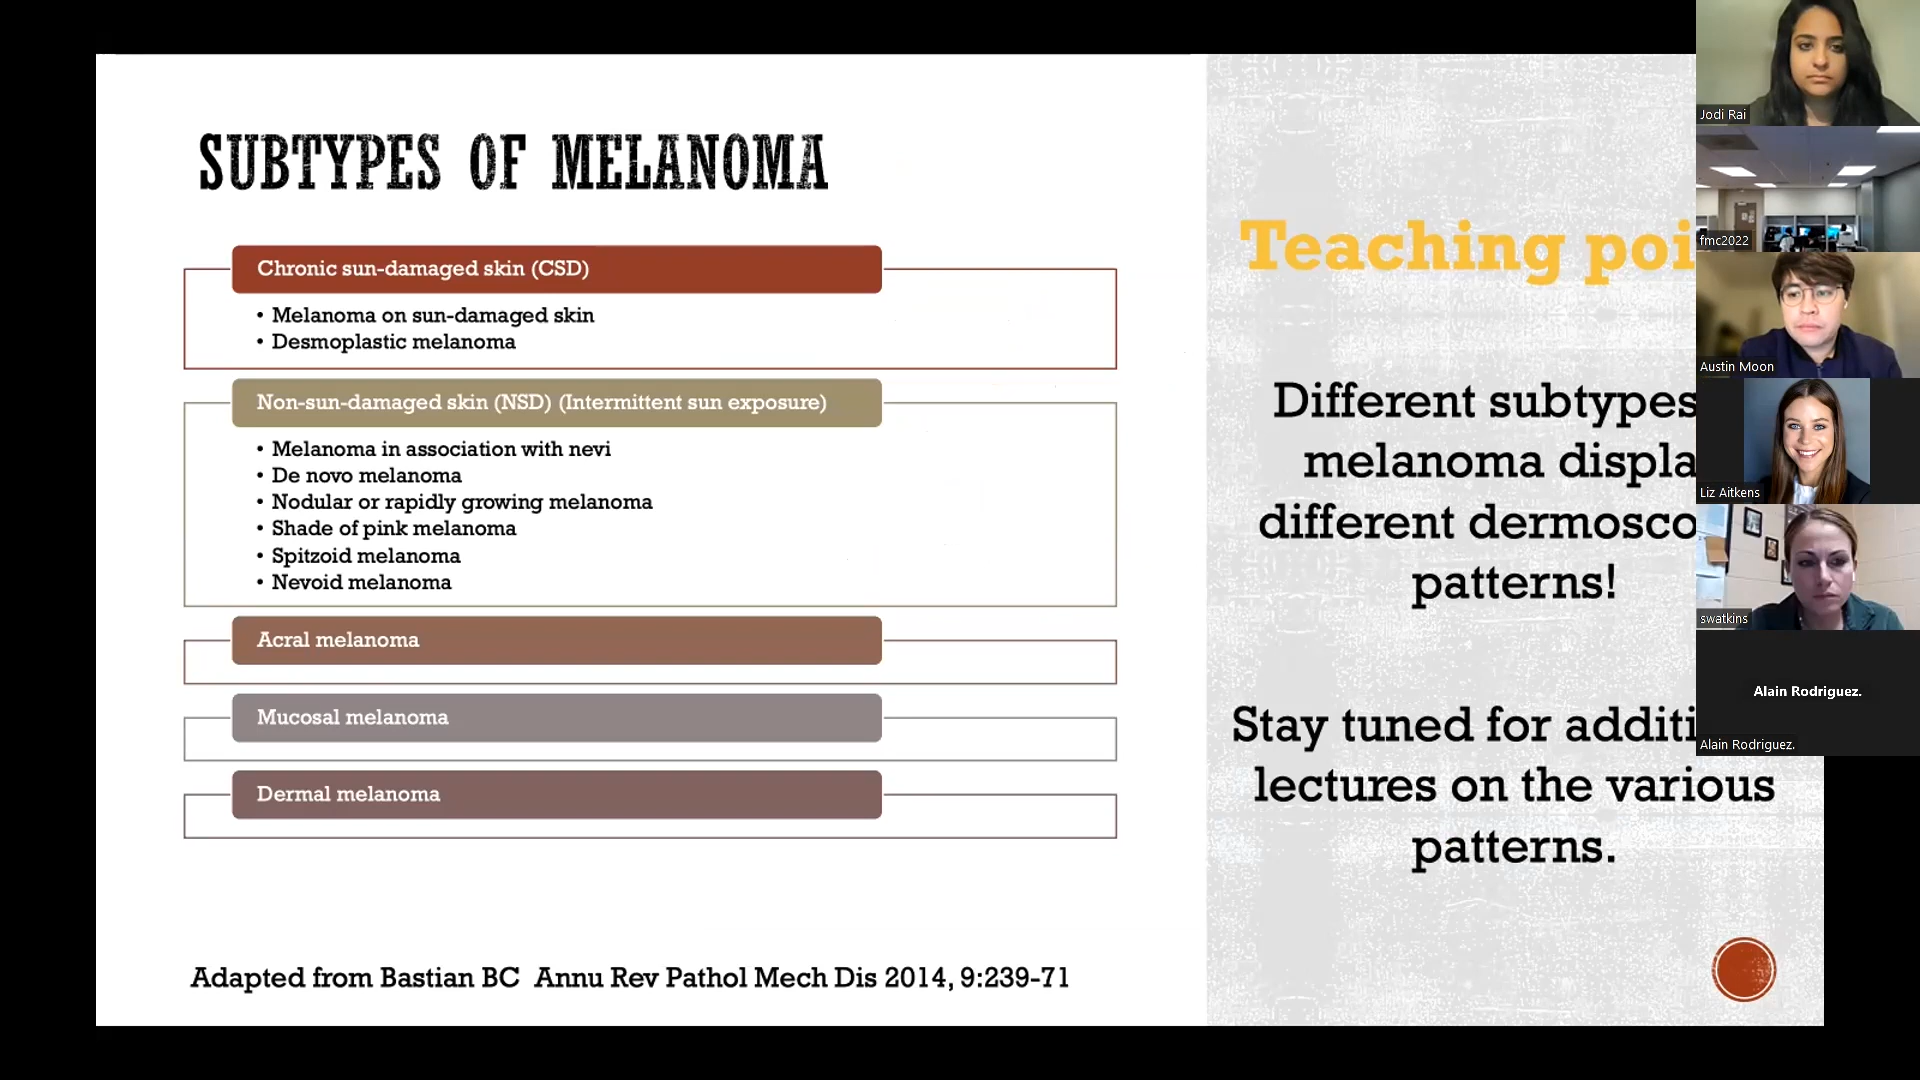 SUBTYPES OF MELANOMA
Chronic sun-damaged skin (CSD)
• Melanoma on sun-damaged skin
• Desmoplastic melanoma
Non-sun-damaged skin (NSD) (Intermittent sun exposure)
• Melanoma in association with nevi
• De novo melanoma
• Nodular or rapidly growing melanoma
• Shade of pink melanoma
• Spitzoid melanoma
• Nevoid melanoma
Acral melanoma
Mucosal melanoma
Dermal melanoma
Adapted from Bastian BC Annu Rev Pathol Mech Dis 2014, 9:239-71
Teaching poi
Different subtypes
melanoma displa
different dermosco
patterns!
Stay tuned for additi
lectures on the various
patterns.
Jodi Rai
fmc2022
Austin Moon
Liz Aitkens
swatkins
Alain Rodriguez.
Alain Rodriguez.